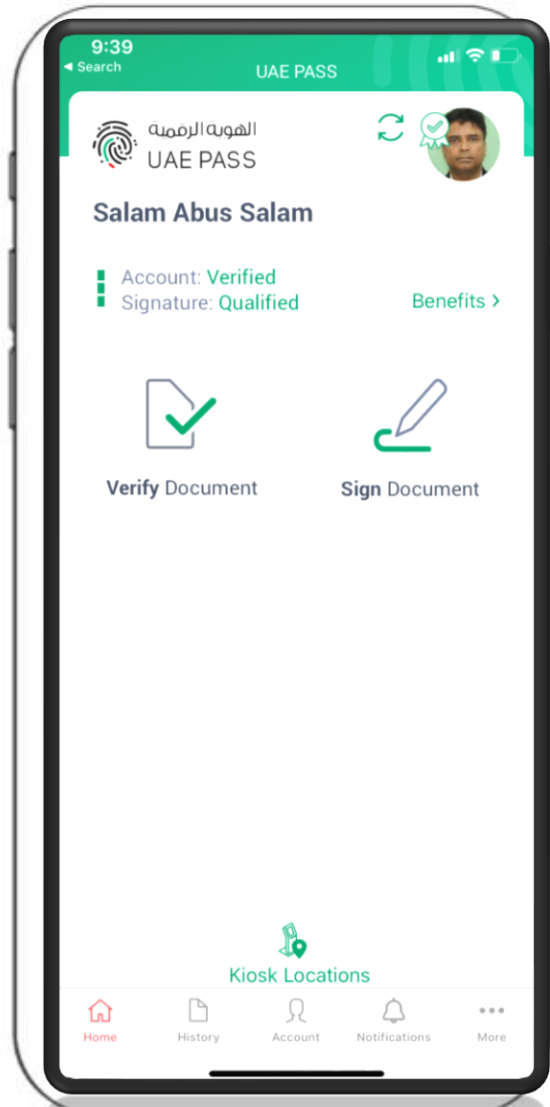 9:39
◀ Search
UAE PASS
الهوية الرقمية
UAE PASS
Salam Abus Salam
Account: Verified
Signature: Qualified
Benefits >
Verify Document
Sign Document
Kiosk Locations
Home
History
Account
Notifications
More